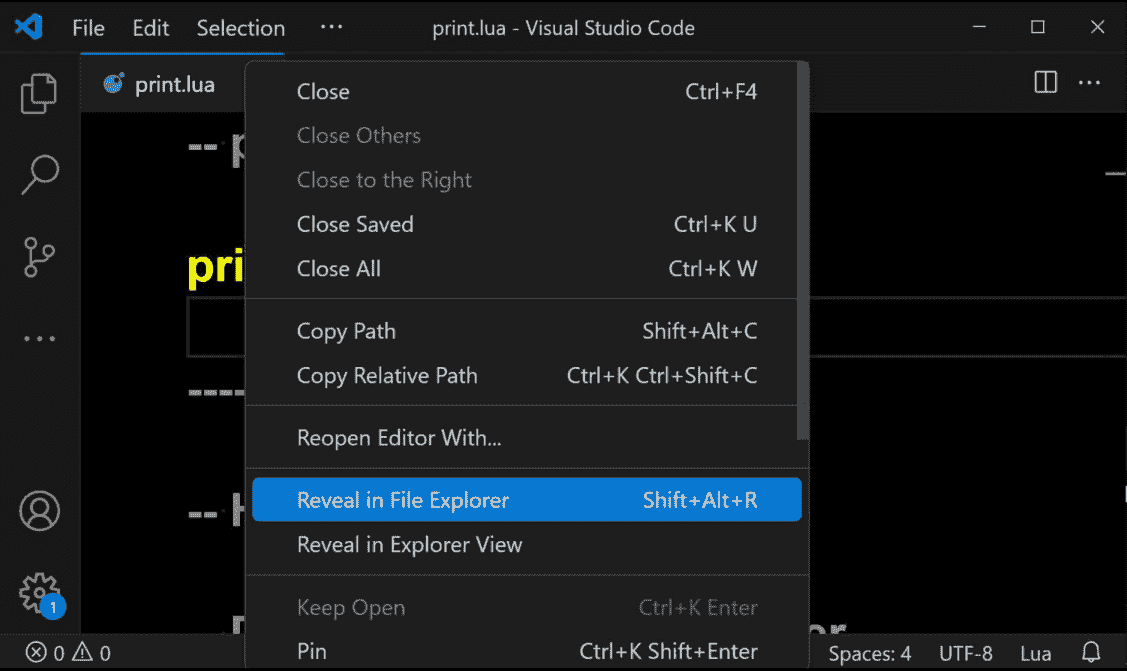 File Edit Selection ··· print.lua - Visual Studio Code
print.lua
Close Ctrl+F4
Close Others
Close to the Right
Close Saved Ctrl+K U
Close All Ctrl+K W
Copy Path Shift+Alt+C
Copy Relative Path Ctrl+K Ctrl+Shift+C
Reopen Editor With...
Reveal in File Explorer Shift+Alt+R
Reveal in Explorer View
Keep Open Ctrl+K Enter
Pin Ctrl+K Shift+Enter
-- p
pri
----
-- H
1
0 0 Spaces: 4 UTF-8 Lua